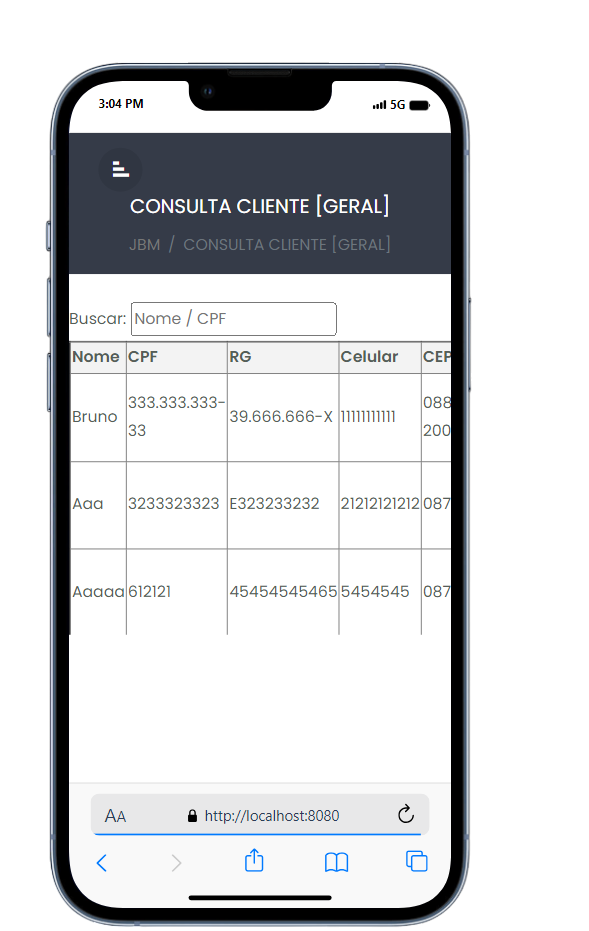 3:04 PM 5G
CONSULTA CLIENTE [GERAL]
JBM / CONSULTA CLIENTE [GERAL]
Buscar: Nome / CPF
Nome CPF RG Celular CEP
Bruno 333.333.333-33 39.666.666-X 11111111111 088 200
Aaa 3233323323 E323233232 21212121212 087
Aaaaa 612121 45454545465 5454545 087
AA http://localhost:8080